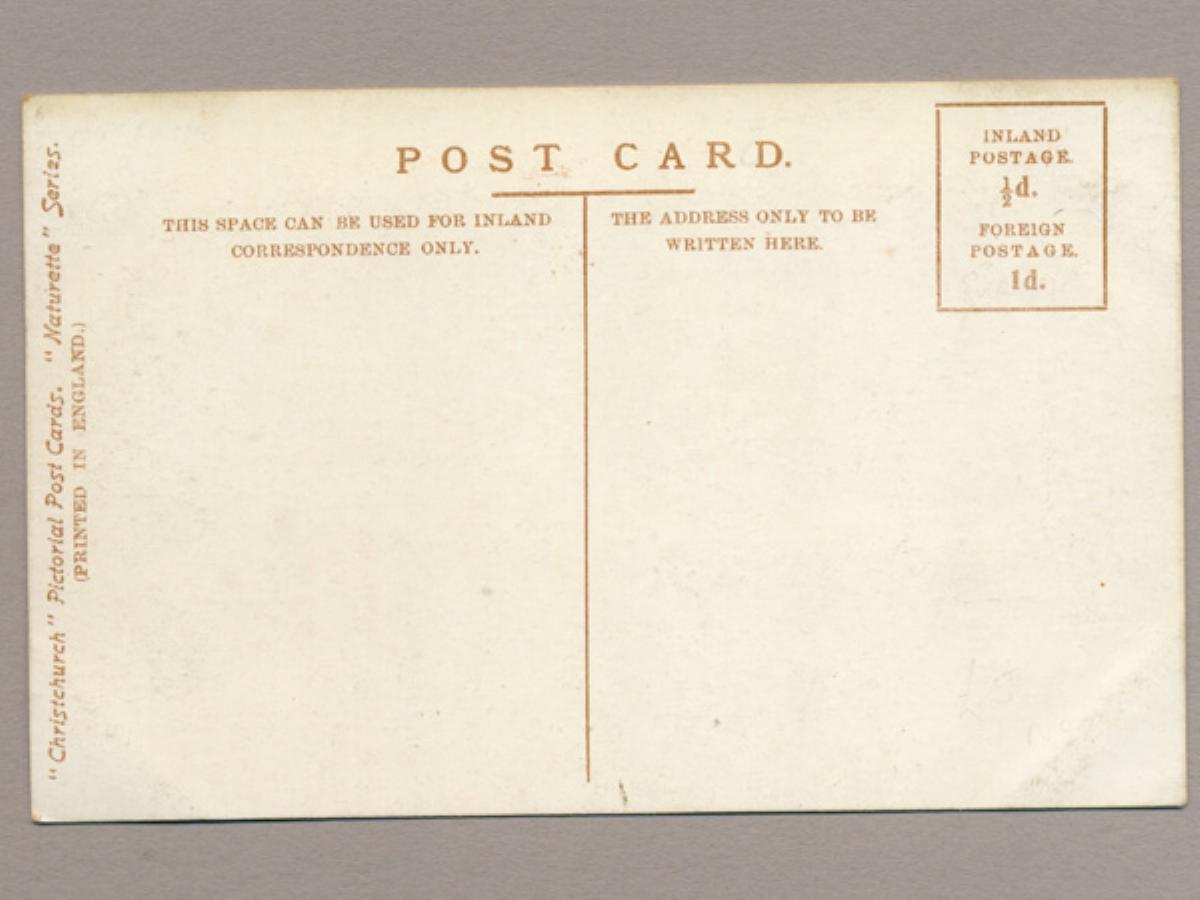 POST CARD.
THIS SPACE CAN BE USED FOR INLAND
CORRESPONDENCE ONLY.
THE ADDRESS ONLY TO BE
WRITTEN HERE.
INLAND
POSTAGE.
½d.
FOREIGN
POSTAGE.
1d.
"Christchurch" Pictorial Post Cards. "Naturette" Series.
(PRINTED IN ENGLAND.)